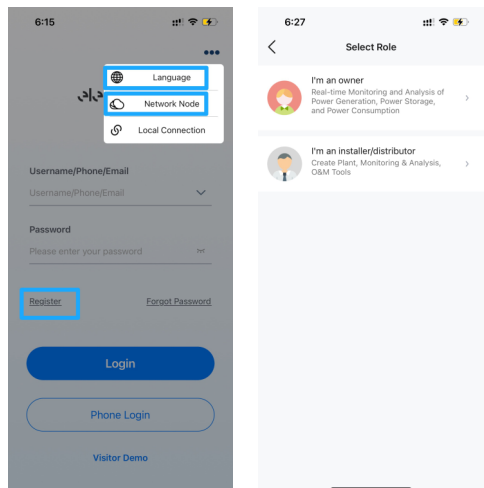 6:15
Language
ele
Network Node
Local Connection
Username/Phone/Email
Username/Phone/Email
Password
Please enter your password
Register
Forgot Password
Login
Phone Login
Visitor Demo
6:27
Select Role
I'm an owner
Real-time Monitoring and Analysis of
Power Generation, Power Storage,
and Power Consumption
I'm an installer/distributor
Create Plant, Monitoring & Analysis,
O&M Tools